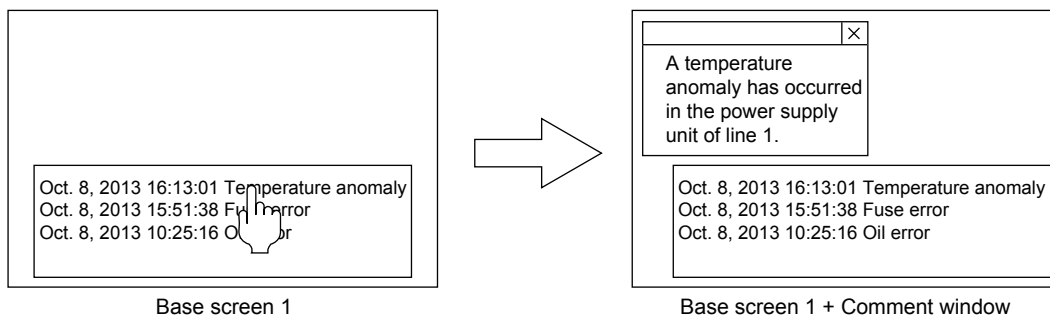 Oct. 8, 2013 16:13:01 Temperature anomaly
Oct. 8, 2013 15:51:38 error
Oct. 8, 2013 10:25:16
Base screen 1
×
A temperature
anomaly has occurred
in the power supply
unit of line 1.
Oct. 8, 2013 16:13:01 Temperature anomaly
Oct. 8, 2013 15:51:38 Fuse error
Oct. 8, 2013 10:25:16 Oil error
Base screen 1 + Comment window